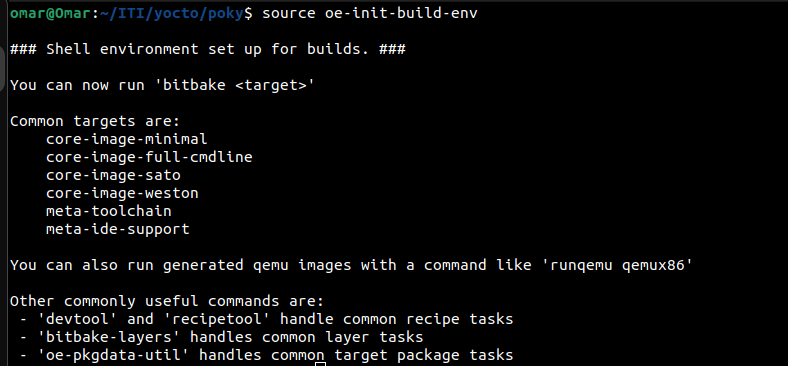 omar@Omar:~/ITI/yocto/poky$ source oe-init-build-env
### Shell environment set up for builds. ###
You can now run 'bitbake <target>'
Common targets are:
core-image-minimal
core-image-full-cmdline
core-image-sato
core-image-weston
meta-toolchain
meta-ide-support
You can also run generated qemu images with a command like 'runqemu qemux86'
Other commonly useful commands are:
- 'devtool' and 'recipetool' handle common recipe tasks
- 'bitbake-layers' handles common layer tasks
- 'oe-pkgdata-util' handles common target package tasks